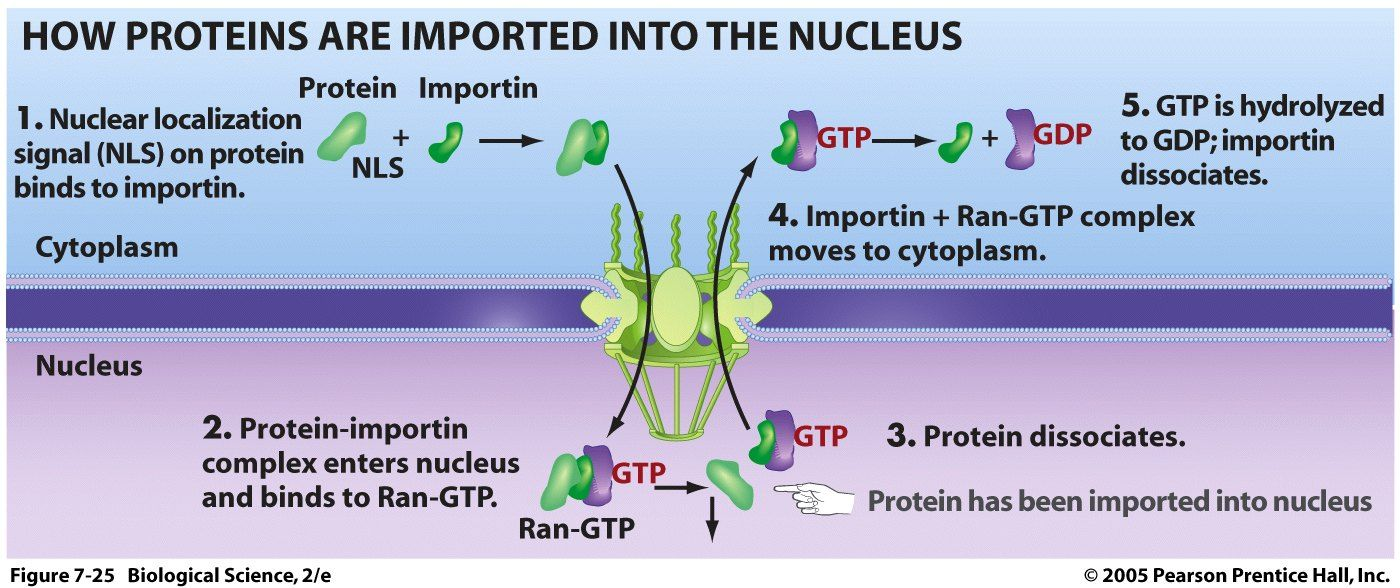 HOW PROTEINS ARE IMPORTED INTO THE NUCLEUS
Protein
Importin
1. Nuclear localization
signal (NLS) on protein
binds to importin.
+
NLS
GTP
+
GDP
5. GTP is hydrolyzed
to GDP; importin
dissociates.
4. Importin + Ran-GTP complex
moves to cytoplasm.
Cytoplasm
Nucleus
2. Protein-importin
complex enters nucleus
and binds to Ran-GTP.
GTP
Ran-GTP
GTP
3. Protein dissociates.
Protein has been imported into nucleus
Figure 7-25 Biological Science, 2/e
© 2005 Pearson Prentice Hall, Inc.